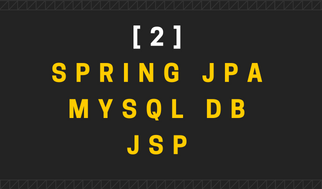 [2]
SPRING JPA
MYSQL DB
JSP